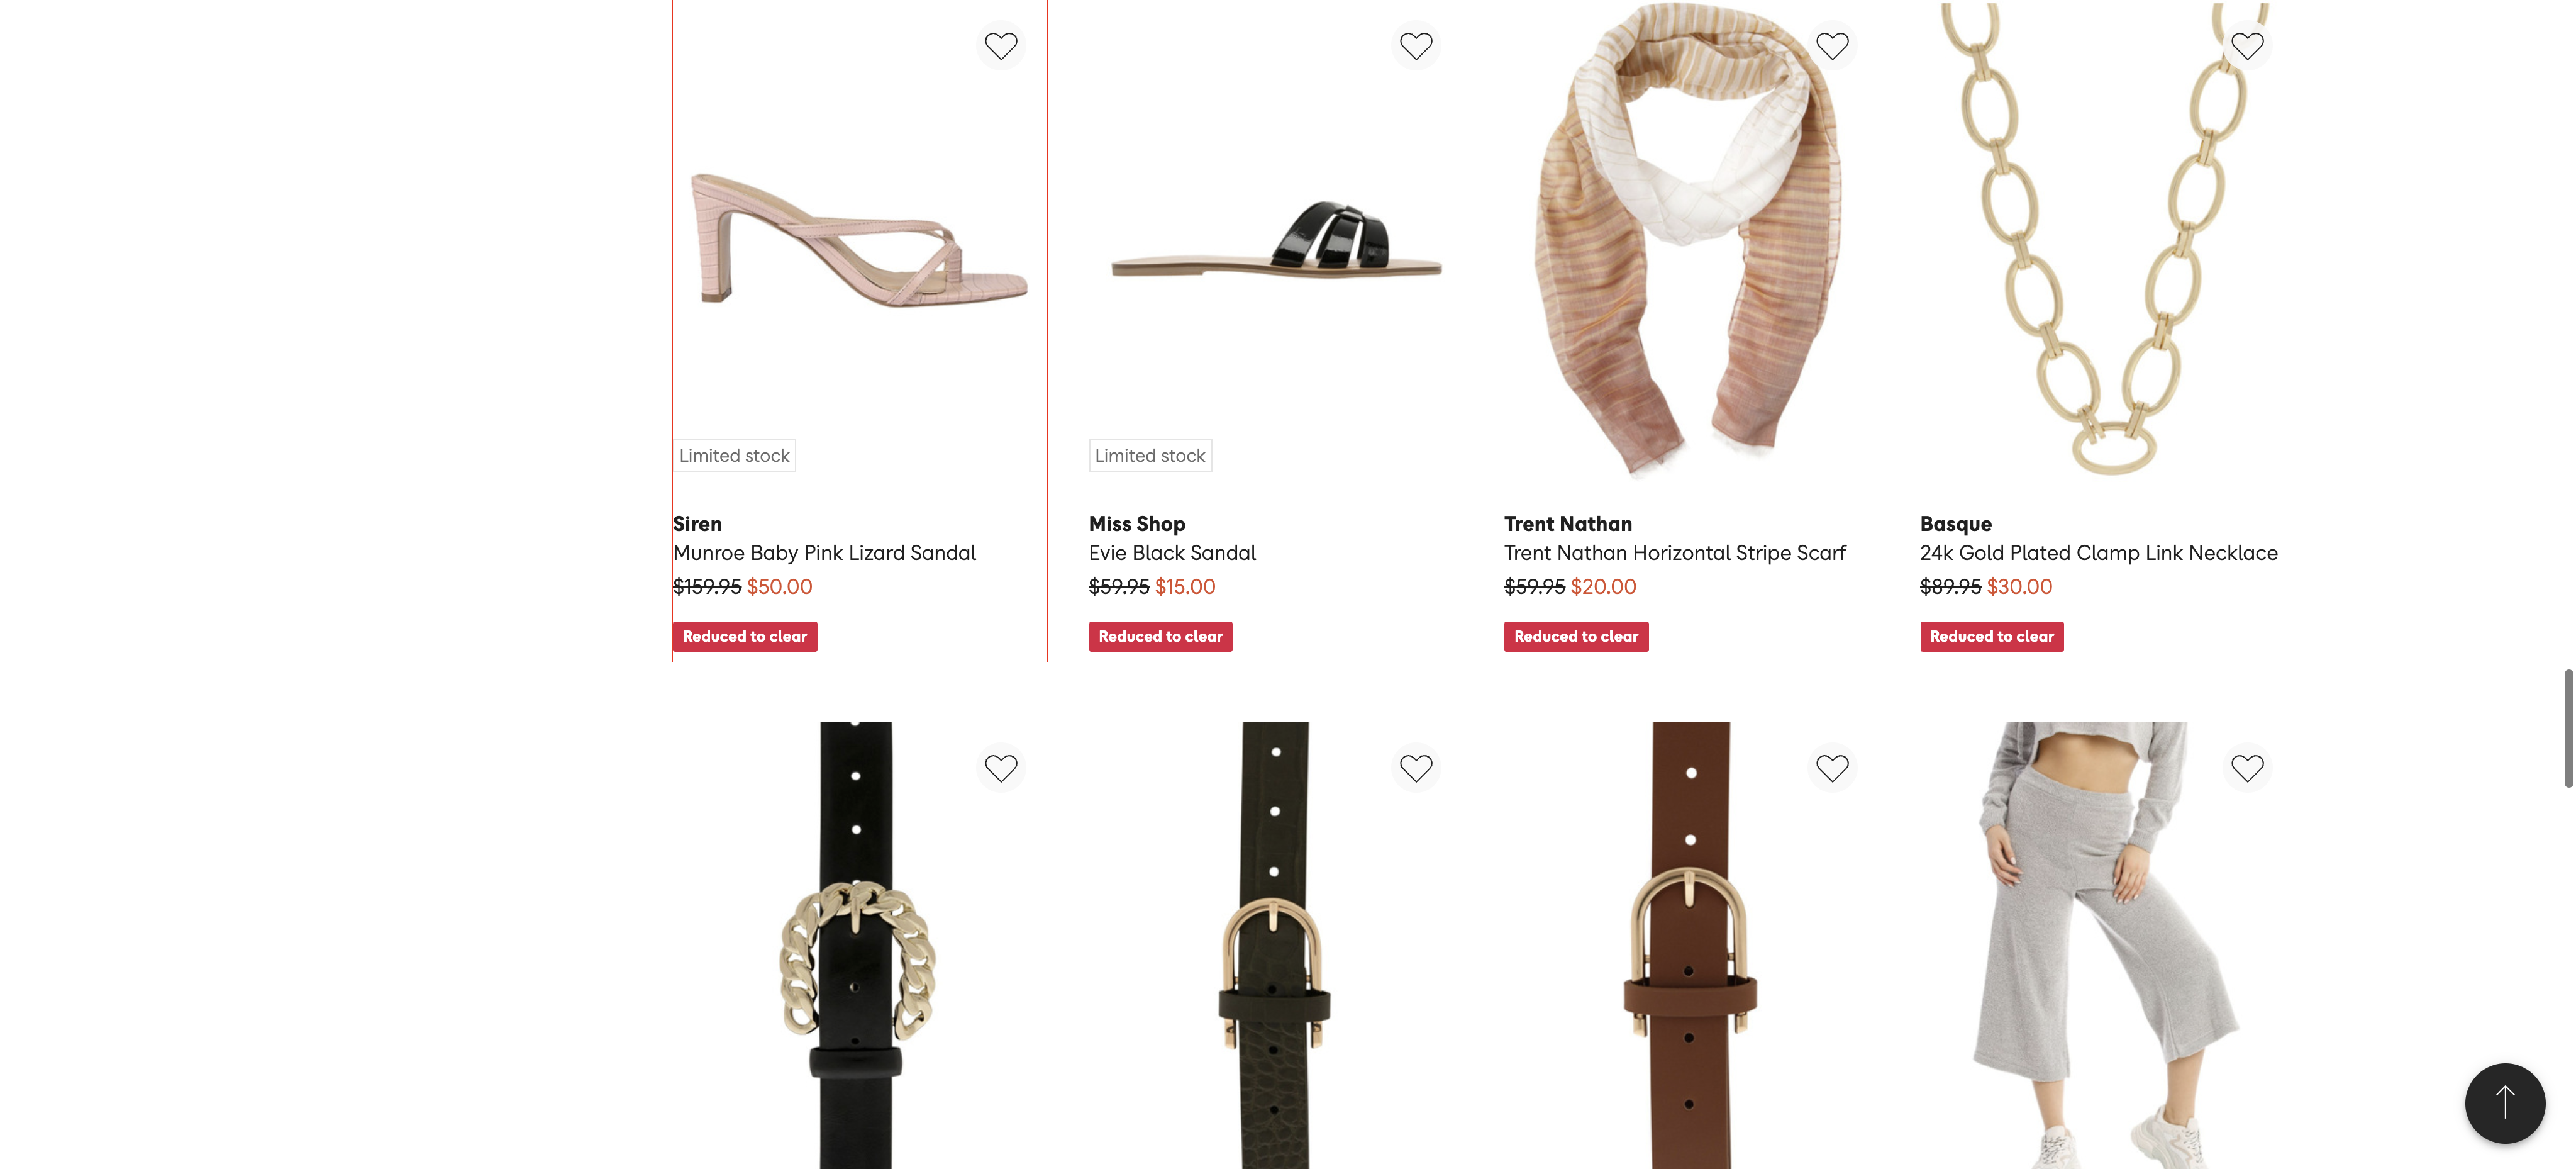 Limited stock
Siren
Munroe Baby Pink Lizard Sandal
$159.95 $50.00
Reduced to clear
Limited stock
Miss Shop
Evie Black Sandal
$59.95 $15.00
Reduced to clear
Trent Nathan
Trent Nathan Horizontal Stripe Scarf
$59.95 $20.00
Reduced to clear
Basque
24k Gold Plated Clamp Link Necklace
$89.95 $30.00
Reduced to clear